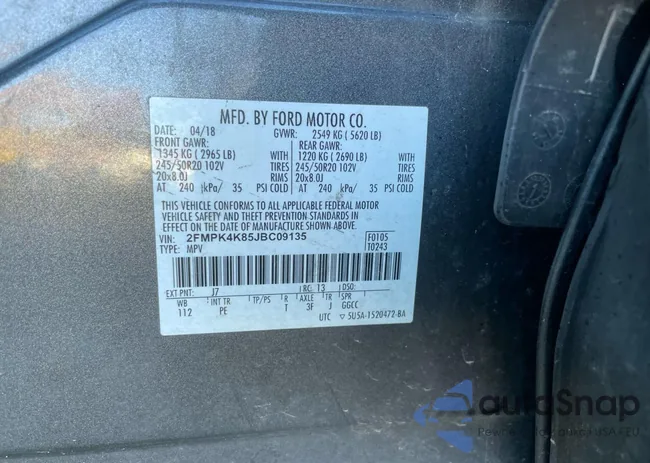 MFD. BY FORD MOTOR CO.
DATE: 04/18 GVWR: 2549 KG ( 5620 LB)
FRONT GAWR: REAR GAWR:
1345 KG ( 2965 LB) WITH 1220 KG ( 2690 LB) WITH
245/50R20 102V TIRES 245/50R20 102V TIRES
20x8.0J RIMS 20x8.0J RIMS
AT 240 kPa/ 35 PSI COLD AT 240 kPa/ 35 PSI COLD
THIS VEHICLE CONFORMS TO ALL APPLICABLE FEDERAL MOTOR
VEHICLE SAFETY AND THEFT PREVENTION STANDARDS IN
EFFECT ON THE DATE OF MANUFACTURE SHOWN ABOVE.
VIN: 2FMPK4K85JBC09135 F0105
TYPE: MPV T0243
EXT PNT: J7 RC: 13 DSO:
WB INT TR TP/PS R AXLE TR SPR
112 PE T 3F J GGCC
UTC ▽ 5U5A-1520472-BA
autoSnap